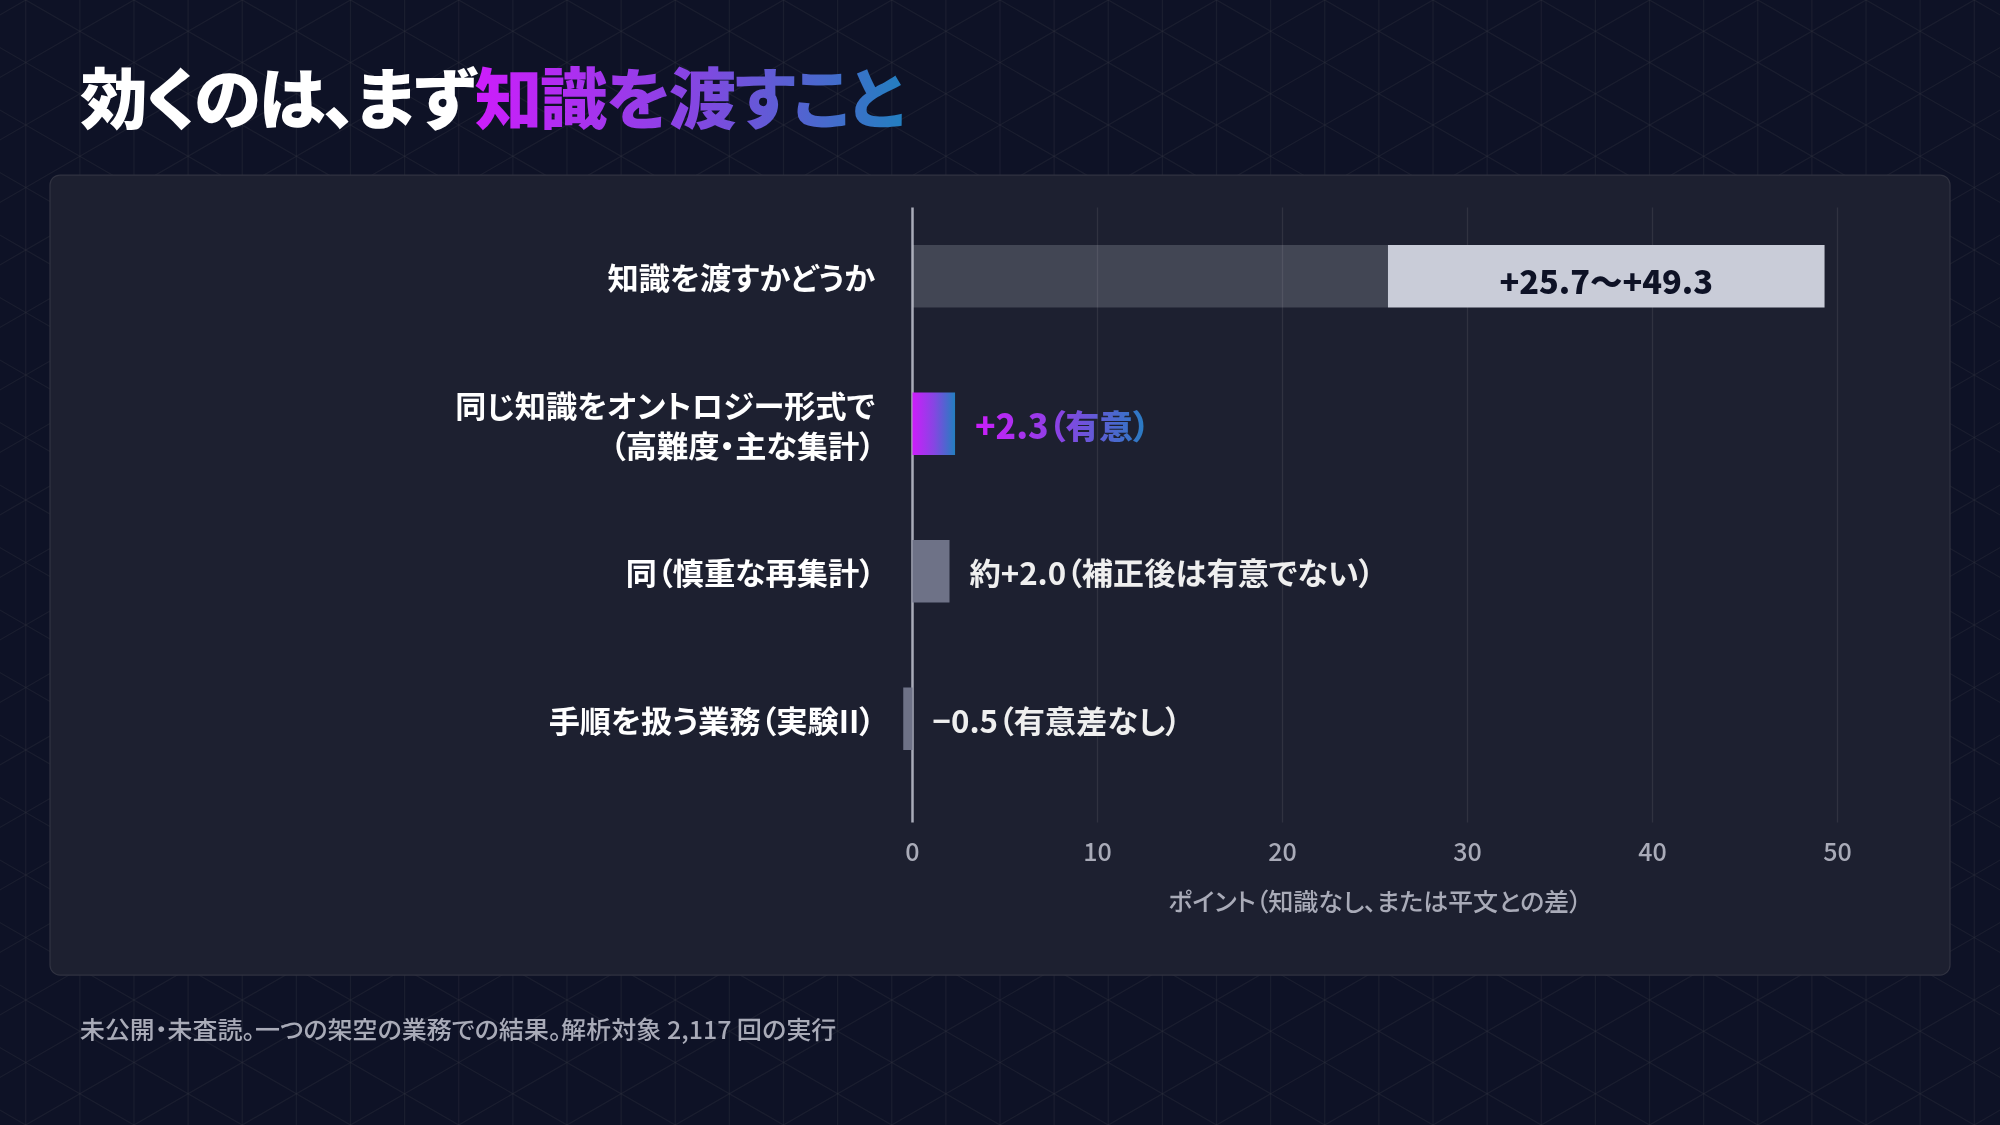 効くのは、まず知識を渡すこと
知識を渡すかどうか
+25.7〜+49.3
同じ知識をオントロジー形式で
（高難度・主な集計）
+2.3（有意）
同（慎重な再集計）
約+2.0（補正後は有意でない）
手順を扱う業務（実験II）
−0.5（有意差なし）
0 10 20 30 40 50
ポイント（知識なし、または平文との差）
未公開・未査読。一つの架空の業務での結果。解析対象 2,117 回の実行